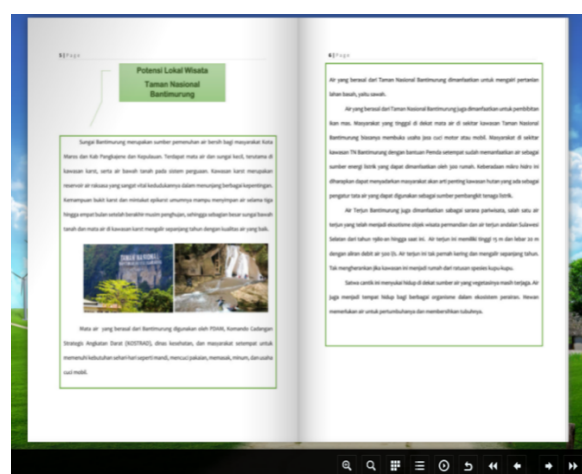 5 | P a g e
Potensi Lokal Wisata
Taman Nasional
Bantimurung
Sungai Bantimurung merupakan sumber pemenuhan air bersih bagi masyarakat Kota
Maros dan Kab Pangkajene dan Kepulauan. Terdapat mata air dan sungai kecil, terutama di
kawasan karst, serta air bawah tanah pada sistem perguaan. Kawasan karst merupakan
reservoir air raksasa yang sangat vital kedudukannya dalam menunjang berbagai kepentingan.
Kemampuan bukit karst dan mintakat epikarst umumnya mampu menyimpan air selama tiga
hingga empat bulan setelah berakhir musim penghujan, sehingga sebagian besar sungai bawah
tanah dan mata air di kawasan karst mengalir sepanjang tahun dengan kualitas air yang baik.
TAMAN NASIONAL
BANTIMURUNG
Mata air yang berasal dari Bantimurung digunakan oleh PDAM, Komando Cadangan
Strategis Angkatan Darat (KOSTRAD), dinas kesehatan, dan masyarakat setempat untuk
memenuhi kebutuhan sehari-hari seperti mandi, mencuci pakaian, memasak, minum, dan usaha
cuci mobil.
6 | P a g e
Air yang berasal dari Taman Nasional Bantimurung dimanfaatkan untuk mengairi pertanian
lahan basah, yaitu sawah.
Air yang berasal dari Taman Nasional Bantimurung juga dimanfaatkan untuk pembibitan
ikan mas. Masyarakat yang tinggal di dekat mata air di sekitar kawasan Taman Nasional
Bantimurung biasanya membuka usaha jasa cuci motor atau mobil. Masyarakat di sekitar
kawasan TN Bantimurung dengan bantuan Pemda setempat sudah memanfaatkan air sebagai
sumber energi listrik yang dapat dimanfaatkan oleh 300 rumah. Keberadaan mikro hidro ini
diharapkan dapat menyadarkan masyarakat akan arti penting kawasan hutan yang ada sebagai
pengatur tata air yang dapat digunakan sebagai sumber pembangkit tenaga listrik.
Air Terjun Bantimurung juga dimanfaatkan sebagai sarana pariwisata, salah satu air
terjun yang telah menjadi ekosistem objek wisata permandian dan air terjun andalan Sulawesi
Selatan dari tahun 1980-an hingga saat ini. Air terjun ini memiliki tinggi 15 m dan lebar 20 m
dengan aliran debit air 500 l/s. Air terjun ini tak pernah kering dan mengalir sepanjang tahun.
Tak mengherankan jika kawasan ini menjadi rumah dari ratusan spesies kupu-kupu.
Satwa cantik ini menyukai hidup di dekat sumber air yang vegetasinya masih terjaga. Air
juga menjadi tempat hidup bagi berbagai organisme dalam ekosistem perairan. Hewan
memerlukan air untuk pertumbuhannya dan membersihkan tubuhnya.